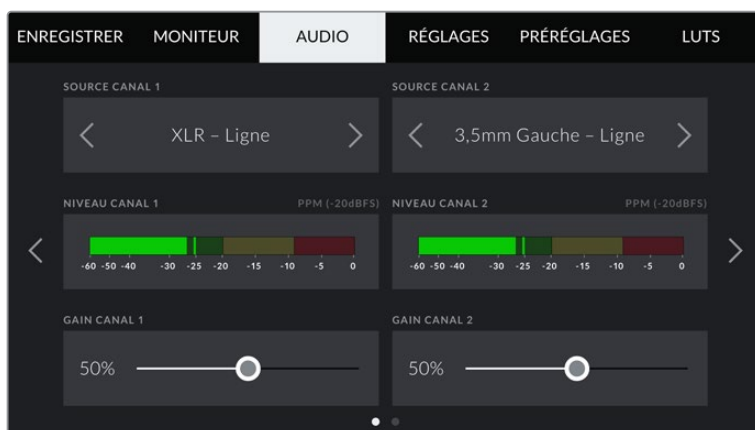 ENREGISTRER MONITEUR AUDIO RÉGLAGES PRÉRÉGLAGES LUTS
SOURCE CANAL 1 SOURCE CANAL 2
XLR – Ligne 3,5mm Gauche – Ligne
NIVEAU CANAL 1 PPM (-20dBFS) NIVEAU CANAL 2 PPM (-20dBFS)
-60 -50 -40 -30 -25 -20 -15 -10 -5 0 -60 -50 -40 -30 -25 -20 -15 -10 -5 0
GAIN CANAL 1 GAIN CANAL 2
50% 50%